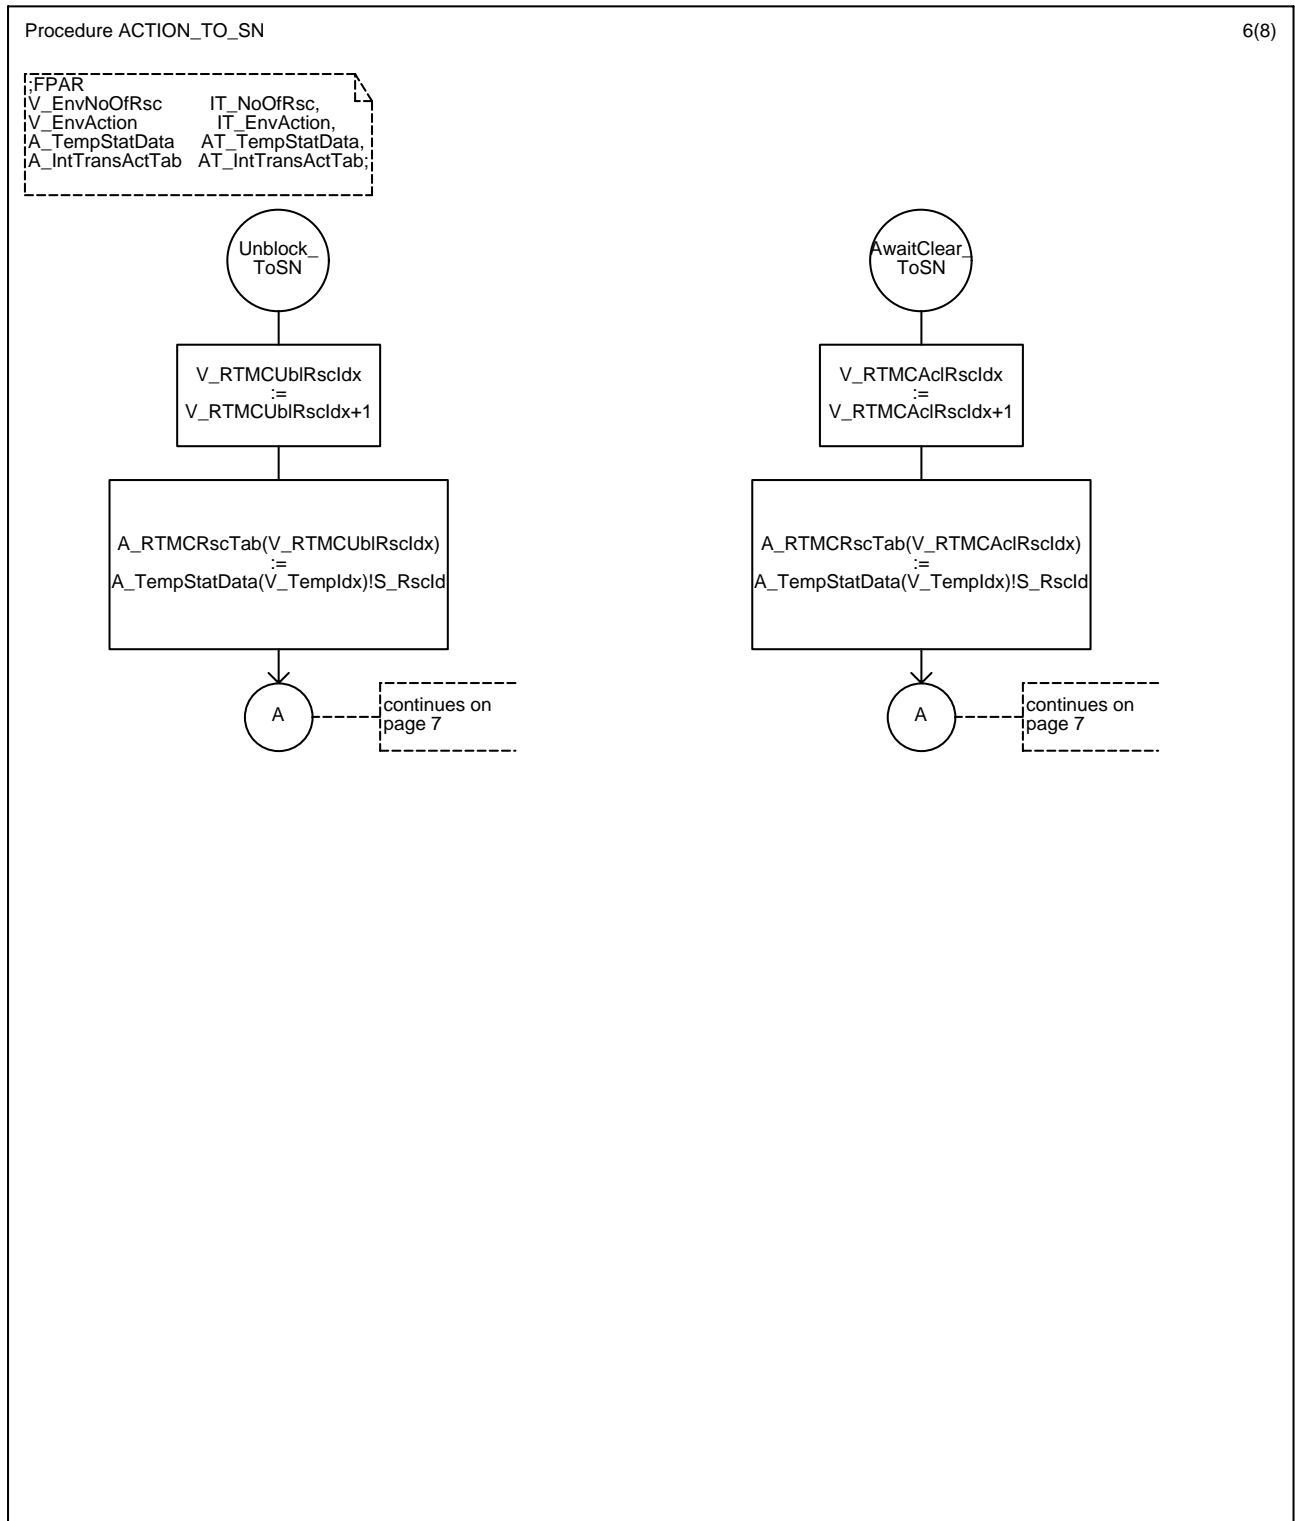 Procedure ACTION_TO_SN 6(8)
;FPAR
V_EnvNoOfRsc IT_NoOfRsc,
V_EnvAction IT_EnvAction,
A_TempStatData AT_TempStatData,
A_IntTransActTab AT_IntTransActTab;
Unblock_
ToSN
V_RTMCUblRscIdx
:=
V_RTMCUblRscIdx+1
A_RTMCRscTab(V_RTMCUblRscIdx)
:=
A_TempStatData(V_TempIdx)!S_RscId
A
continues on
page 7
AwaitClear_
ToSN
V_RTMCAclRscIdx
:=
V_RTMCAclRscIdx+1
A_RTMCRscTab(V_RTMCAclRscIdx)
:=
A_TempStatData(V_TempIdx)!S_RscId
A
continues on
page 7